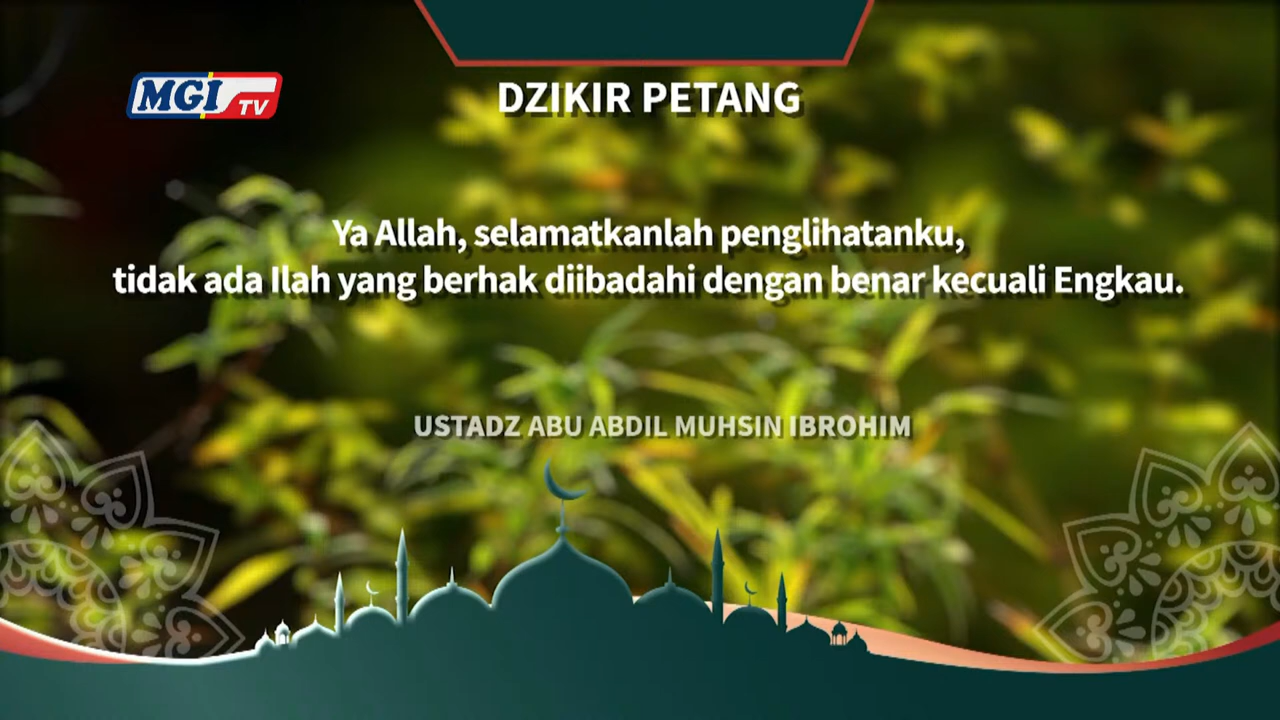 MGI TV
DZIKIR PETANG
Ya Allah, selamatkanlah penglihatanku,
tidak ada Ilah yang berhak diibadahi dengan benar kecuali Engkau.
USTADZ ABU ABDIL MUHSIN IBROHIM